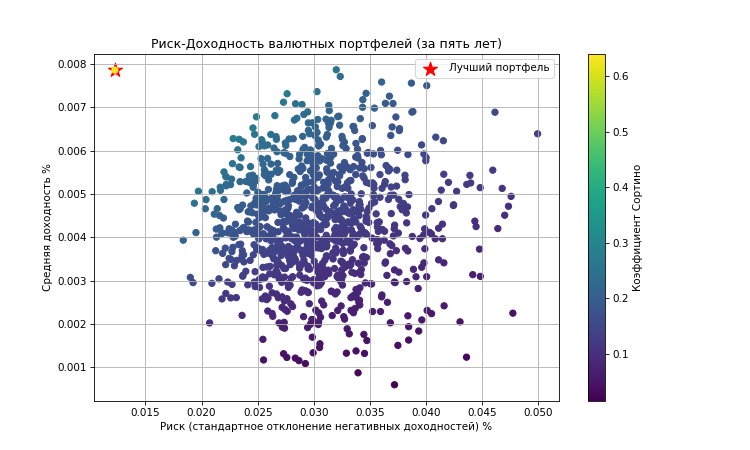 Риск-Доходность валютных портфелей (за пять лет)
Лучший портфель
Средняя доходность %
0.008
0.007
0.006
0.005
0.004
0.003
0.002
0.001
0.015 0.020 0.025 0.030 0.035 0.040 0.045 0.050
Риск (стандартное отклонение негативных доходностей) %
0.6
0.5
0.4
0.3
0.2
0.1
Коэффициент Сортино